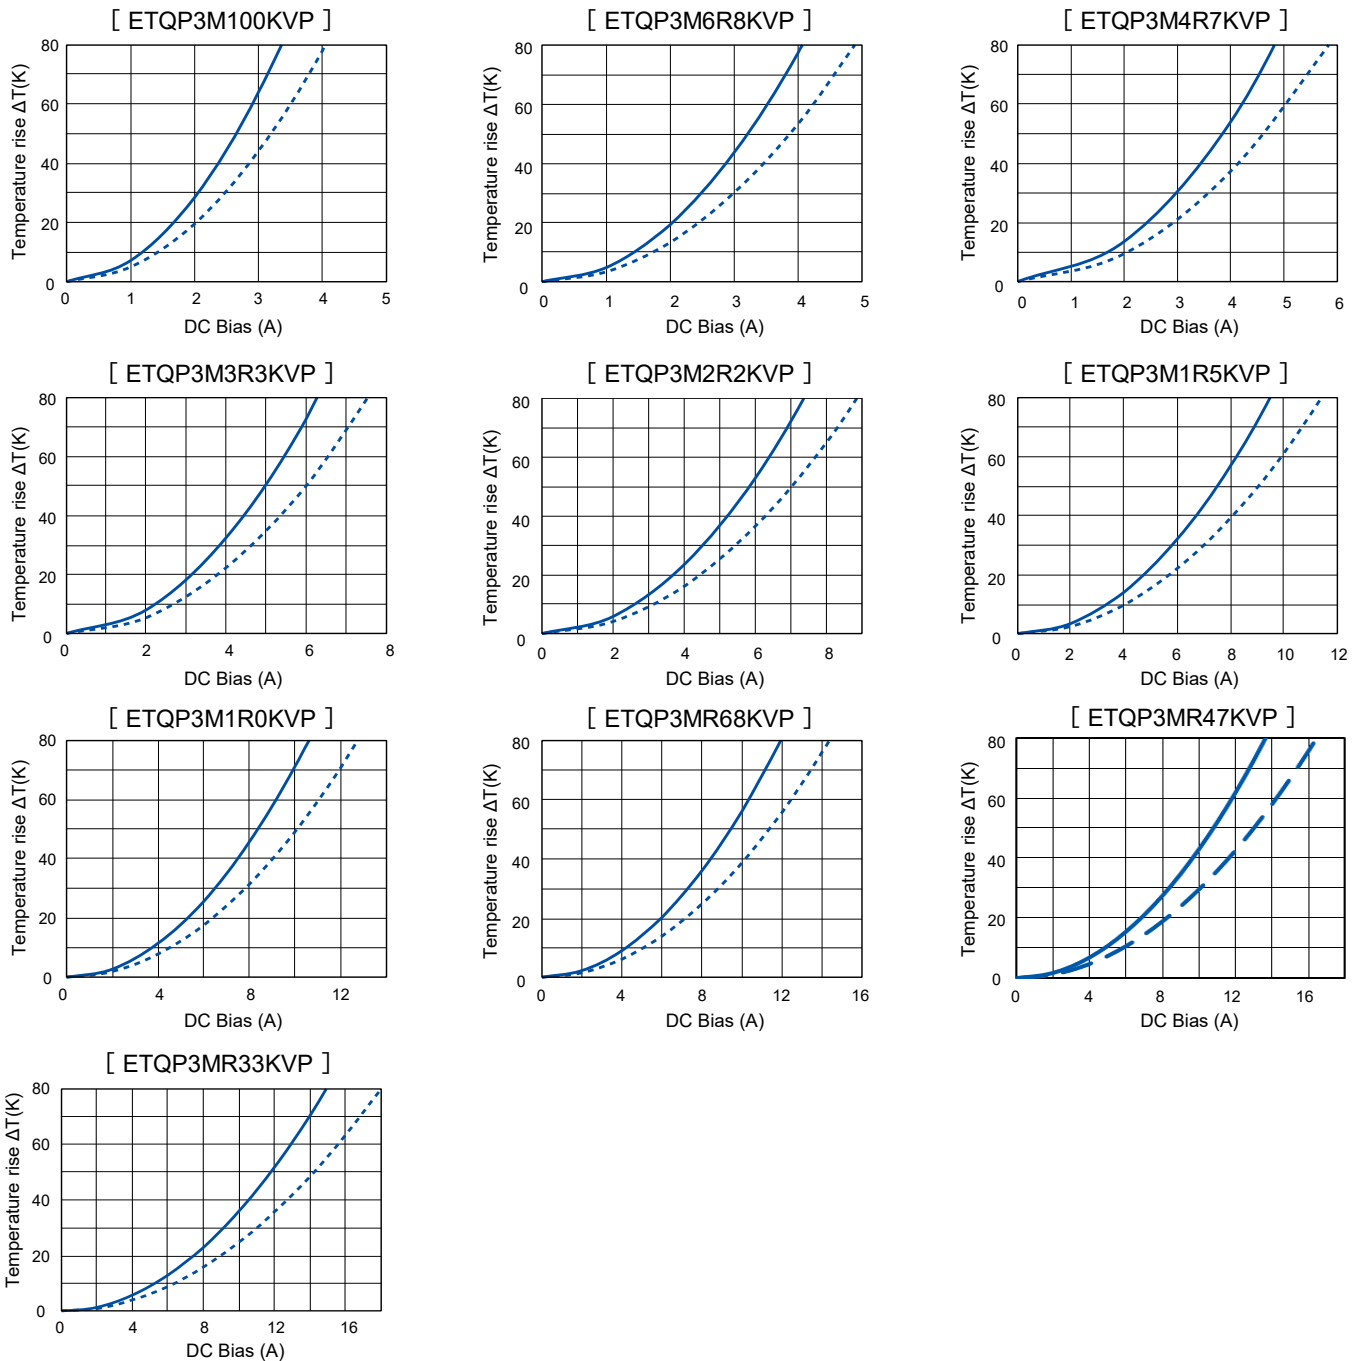 [ ETQP3M100KVP ]
Temperature rise ΔT(K)
80
60
40
20
0
0 1 2 3 4 5
DC Bias (A)
[ ETQP3M6R8KVP ]
Temperature rise ΔT(K)
80
60
40
20
0
0 1 2 3 4 5
DC Bias (A)
[ ETQP3M4R7KVP ]
Temperature rise ΔT(K)
80
60
40
20
0
0 1 2 3 4 5 6
DC Bias (A)
[ ETQP3M3R3KVP ]
Temperature rise ΔT(K)
80
60
40
20
0
0 2 4 6 8
DC Bias (A)
[ ETQP3M2R2KVP ]
Temperature rise ΔT(K)
80
60
40
20
0
0 2 4 6 8
DC Bias (A)
[ ETQP3M1R5KVP ]
Temperature rise ΔT(K)
80
60
40
20
0
0 2 4 6 8 10 12
DC Bias (A)
[ ETQP3M1R0KVP ]
Temperature rise ΔT(K)
80
60
40
20
0
0 4 8 12
DC Bias (A)
[ ETQP3MR68KVP ]
Temperature rise ΔT(K)
80
60
40
20
0
0 4 8 12 16
DC Bias (A)
[ ETQP3MR47KVP ]
Temperature rise ΔT(K)
80
60
40
20
0
0 4 8 12 16
DC Bias (A)
[ ETQP3MR33KVP ]
Temperature rise ΔT(K)
80
60
40
20
0
0 4 8 12 16
DC Bias (A)